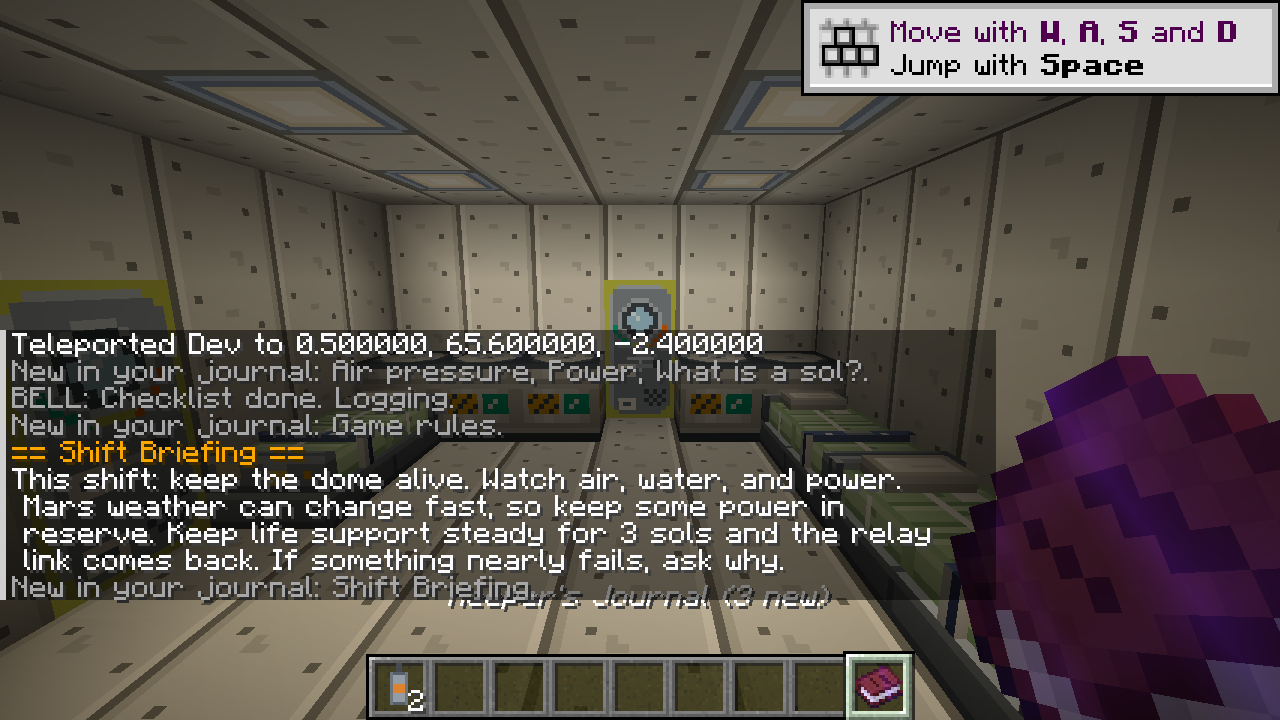 Move with W, A, S and D
Jump with Space
Teleported Dev to 0.500000, 65.600000, -2.400000
New in your journal: Air pressure, Power, What is a sol?.
BELL: Checklist done. Logging.
New in your journal: Game rules.
== Shift Briefing ==
This shift: keep the dome alive. Watch air, water, and power.
Mars weather can change fast, so keep some power in
reserve. Keep life support steady for 3 sols and the relay
link comes back. If something nearly fails, ask why.
New in your journal: Shift Briefing.
Keeper's Journal (3 new)
2